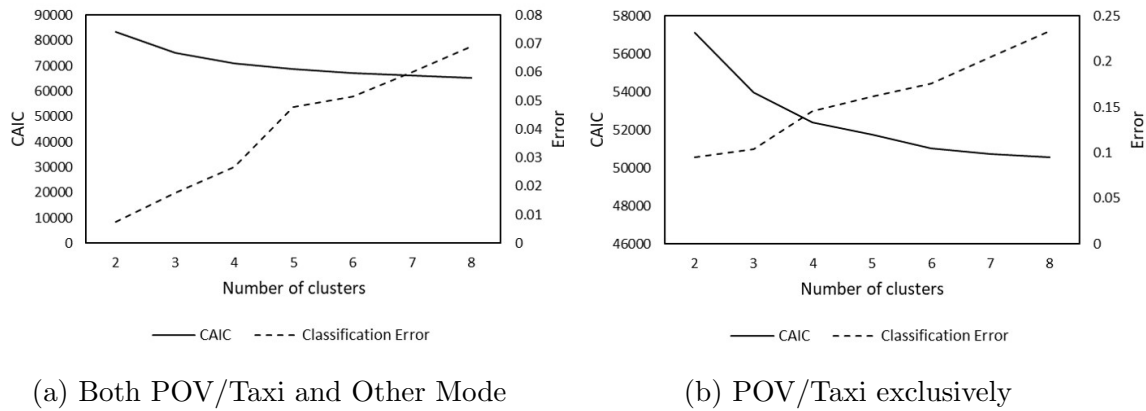 90000
80000
70000
60000
50000
40000
30000
20000
10000
0
CAIC
0.08
0.07
0.06
0.05
0.04
0.03
0.02
0.01
0
Error
2 3 4 5 6 7 8
Number of clusters
CAIC Classification Error
(a) Both POV/Taxi and Other Mode
58000
56000
54000
52000
50000
48000
46000
CAIC
0.25
0.2
0.15
0.1
0.05
0
Error
2 3 4 5 6 7 8
Number of clusters
CAIC Classification Error
(b) POV/Taxi exclusively